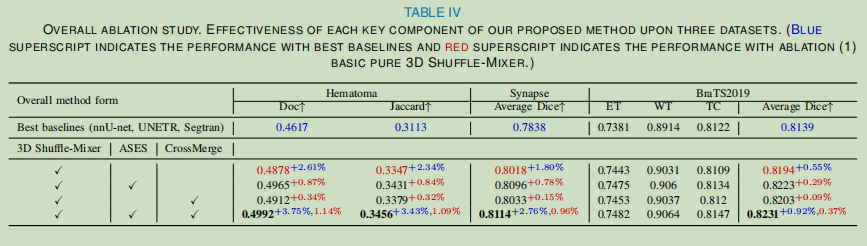 TABLE IV
OVERALL ABLATION STUDY. EFFECTIVENESS OF EACH KEY COMPONENT OF OUR PROPOSED METHOD UPON THREE DATASETS. (BLUE
SUPERSCRIPT INDICATES THE PERFORMANCE WITH BEST BASELINES AND RED SUPERSCRIPT INDICATES THE PERFORMANCE WITH ABLATION (1)
BASIC PURE 3D SHUFFLE-MIXER.)
Overall method form Hematoma Synapse BraTS2019
Doc↑ Jaccard↑ Average Dice↑ ET WT TC Average Dice↑
Best baselines (nnU-net, UNETR, Segtran) 0.4617 0.3113 0.7838 0.7381 0.8914 0.8122 0.8139
3D Shuffle-Mixer ASES CrossMerge
✓ 0.4878+2.61% 0.3347+2.34% 0.8018+1.80% 0.7443 0.9031 0.8109 0.8194+0.55%
✓ ✓ 0.4965+0.87% 0.3431+0.84% 0.8096+0.78% 0.7475 0.906 0.8134 0.8223+0.29%
✓ ✓ 0.4912+0.34% 0.3379+0.32% 0.8033+0.15% 0.7453 0.9037 0.812 0.8203+0.09%
✓ ✓ ✓ 0.4992+3.75%,1.14% 0.3456+3.43%,1.09% 0.8114+2.76%,0.96% 0.7482 0.9064 0.8147 0.8231+0.92%,0.37%